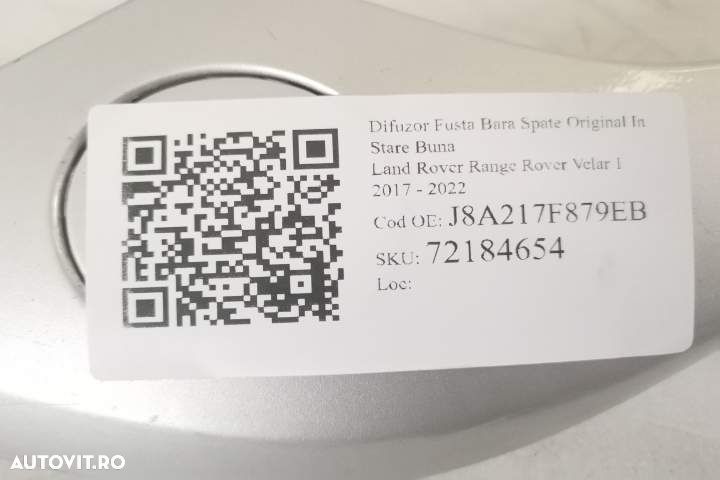 Difuzor Fusta Bara Spate Original In
Stare Buna
Land Rover Range Rover Velar 1
2017 - 2022
Cod OE: J8A217F879EB
SKU: 72184654
Loc:
AUTOVIT.RO